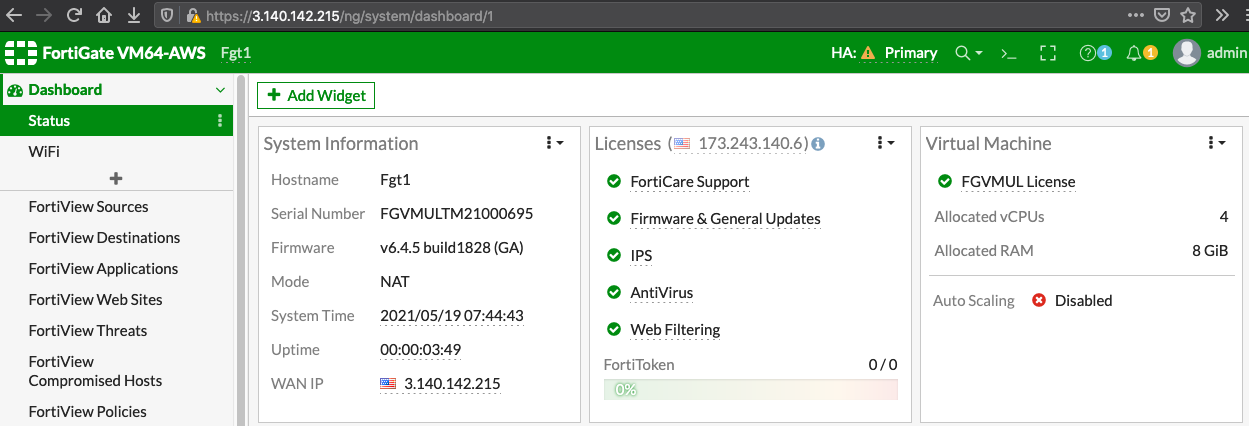 https://3.140.142.215/ng/system/dashboard/1
FortiGate VM64-AWS Fgt1
HA: Primary
1
1
admin
Dashboard
Status
WiFi
FortiView Sources
FortiView Destinations
FortiView Applications
FortiView Web Sites
FortiView Threats
FortiView
Compromised Hosts
FortiView Policies
Add Widget
System Information
Hostname Fgt1
Serial Number FGVMULTM21000695
Firmware v6.4.5 build1828 (GA)
Mode NAT
System Time 2021/05/19 07:44:43
Uptime 00:00:03:49
WAN IP 3.140.142.215
Licenses ( 173.243.140.6)
FortiCare Support
Firmware & General Updates
IPS
AntiVirus
Web Filtering
FortiToken 0 / 0
0%
Virtual Machine
FGVMUL License
Allocated vCPUs 4
Allocated RAM 8 GiB
Auto Scaling Disabled